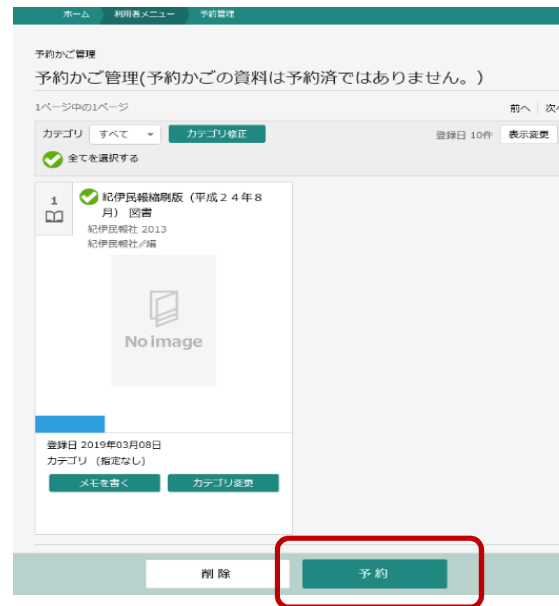 ホーム 利用者メニュー 予約管理
予約かご管理
予約かご管理(予約かごの資料は予約済ではありません。)
1ページ中の1ページ 前へ 次へ
カテゴリ すべて カテゴリ修正 登録日 10件 表示変更
全てを選択する
1 紀伊民報縮刷版（平成２４年８
月） 図書
紀伊民報社 2013
紀伊民報社∥編
No image
登録日 2019年03月08日
カテゴリ (指定なし)
メモを書く カテゴリ変更
削除 予約